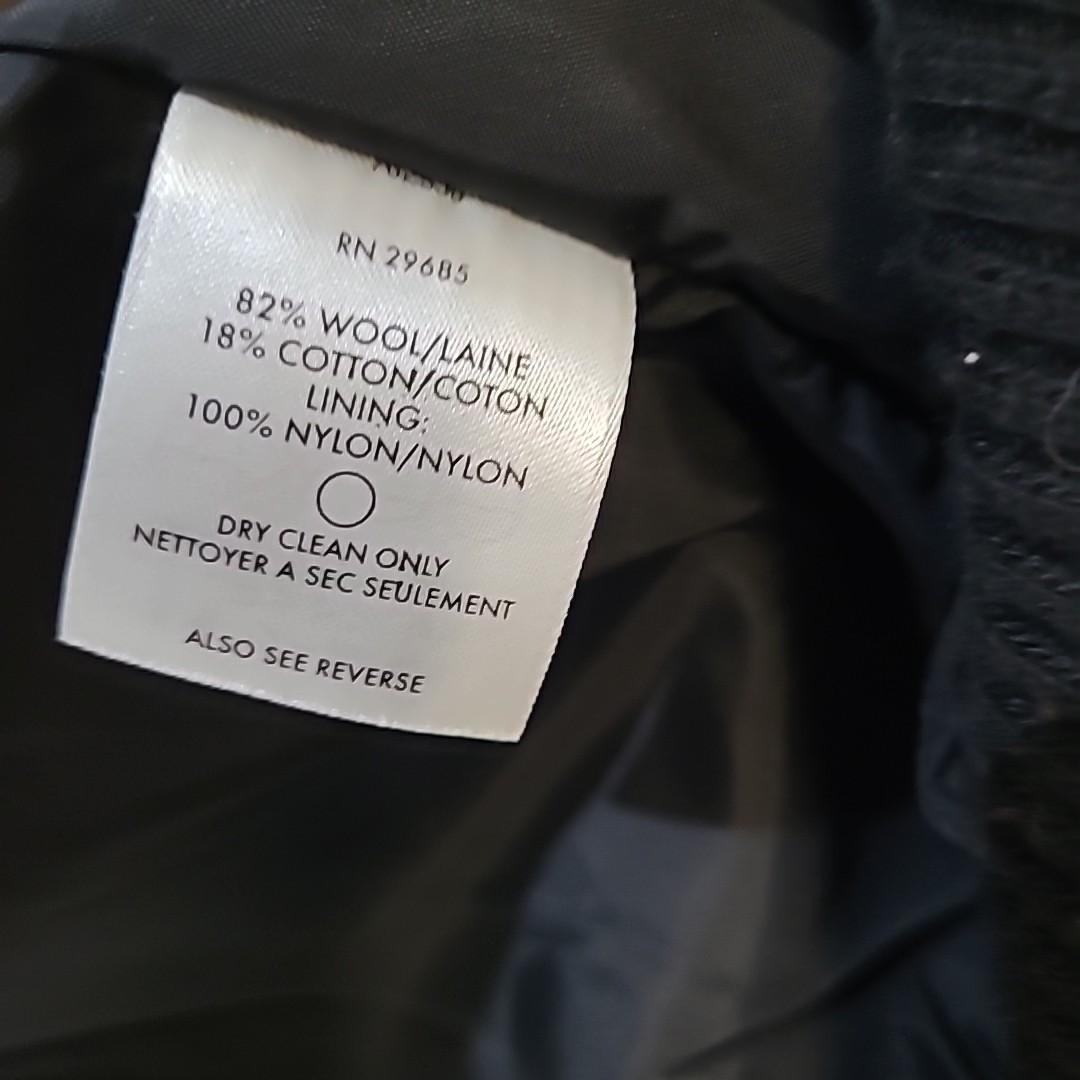 RN 29685
82% WOOL/LAINE
18% COTTON/COTON
LINING:
100% NYLON/NYLON
DRY CLEAN ONLY
NETTOYER A SEC SEULEMENT
ALSO SEE REVERSE